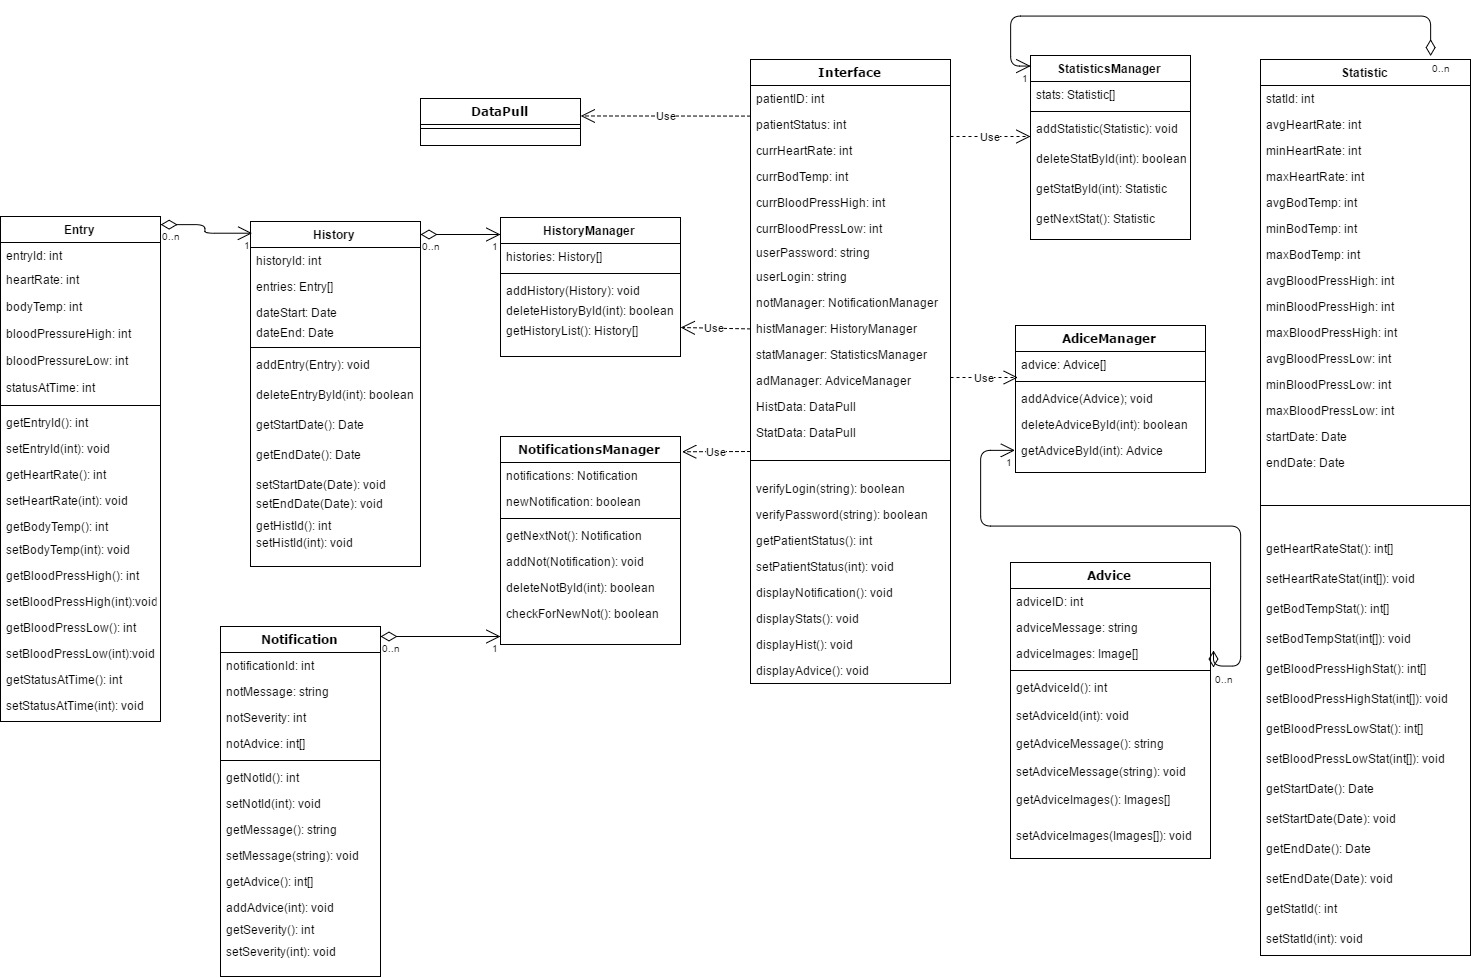 DataPull
Use
Entry
entryId: int
heartRate: int
bodyTemp: int
bloodPressureHigh: int
bloodPressureLow: int
statusAtTime: int
getEntryId(): int
setEntryId(int): void
getHeartRate(): int
setHeartRate(int): void
getBodyTemp(): int
setBodyTemp(int): void
getBloodPressHigh(): int
setBloodPressHigh(int):void
getBloodPressLow(): int
setBloodPressLow(int):void
getStatusAtTime(): int
setStatusAtTime(int): void
0..n
1
History
historyId: int
entries: Entry[]
dateStart: Date
dateEnd: Date
addEntry(Entry): void
deleteEntryById(int): boolean
getStartDate(): Date
getEndDate(): Date
setStartDate(Date): void
setEndDate(Date): void
getHistId(): int
setHistId(int): void
0..n
1
HistoryManager
histories: History[]
addHistory(History): void
deleteHistoryById(int): boolean
getHistoryList(): History[]
Use
NotificationsManager
notifications: Notification
newNotification: boolean
getNextNot(): Notification
addNot(Notification): void
deleteNotById(int): boolean
checkForNewNot(): boolean
Use
Notification
notificationId: int
notMessage: string
notSeverity: int
notAdvice: int[]
getNotId(): int
setNotId(int): void
getMessage(): string
setMessage(string): void
getAdvice(): int[]
addAdvice(int): void
getSeverity(): int
setSeverity(int): void
0..n
1
Interface
patientID: int
patientStatus: int
currHeartRate: int
currBodTemp: int
currBloodPressHigh: int
currBloodPressLow: int
userPassword: string
userLogin: string
notManager: NotificationManager
histManager: HistoryManager
statManager: StatisticsManager
adManager: AdviceManager
HistData: DataPull
StatData: DataPull
verifyLogin(string): boolean
verifyPassword(string): boolean
getPatientStatus(): int
setPatientStatus(int): void
displayNotification(): void
displayStats(): void
displayHist(): void
displayAdvice(): void
Use
StatisticsManager
stats: Statistic[]
addStatistic(Statistic): void
deleteStatById(int): boolean
getStatById(int): Statistic
getNextStat(): Statistic
1
0..n
Use
AdiceManager
advice: Advice[]
addAdvice(Advice); void
deleteAdviceById(int): boolean
getAdviceById(int): Advice
1
Advice
adviceID: int
adviceMessage: string
adviceImages: Image[]
getAdviceId(): int
setAdviceId(int): void
getAdviceMessage(): string
setAdviceMessage(string): void
getAdviceImages(): Images[]
setAdviceImages(Images[]): void
0..n
Statistic
statId: int
avgHeartRate: int
minHeartRate: int
maxHeartRate: int
avgBodTemp: int
minBodTemp: int
maxBodTemp: int
avgBloodPressHigh: int
minBloodPressHigh: int
maxBloodPressHigh: int
avgBloodPressLow: int
minBloodPressLow: int
maxBloodPressLow: int
startDate: Date
endDate: Date
getHeartRateStat(): int[]
setHeartRateStat(int[]): void
getBodTempStat(): int[]
setBodTempStat(int[]): void
getBloodPressHighStat(): int[]
setBloodPressHighStat(int[]): void
getBloodPressLowStat(): int[]
setBloodPressLowStat(int[]): void
getStartDate(): Date
setStartDate(Date): void
getEndDate(): Date
setEndDate(Date): void
getStatId(: int
setStatId(int): void